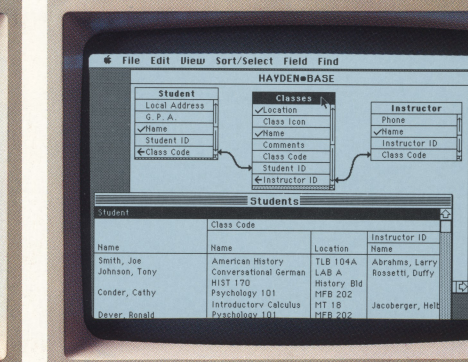 File Edit View Sort/Select Field Find
HAYDEN●BASE
Student
Local Address
G. P. A.
✓Name
Student ID
←Class Code
Classes
✓Location
Class Icon
✓Name
Comments
Class Code
Student ID
←Instructor ID
Instructor
Phone
✓Name
Instructor ID
Class Code
Students
Student
Class Code
Instructor ID
Name Name Location Name
Smith, Joe American History TLB 104A Abrahms, Larry
Johnson, Tony Conversational German LAB A Rossetti, Duffy
HIST 170 History Bld
Conder, Cathy Psychology 101 MFB 202
Introductory Calculus MT 18 Jacoberger, Helt
Dever, Ronald Psychology 101 MFB 202